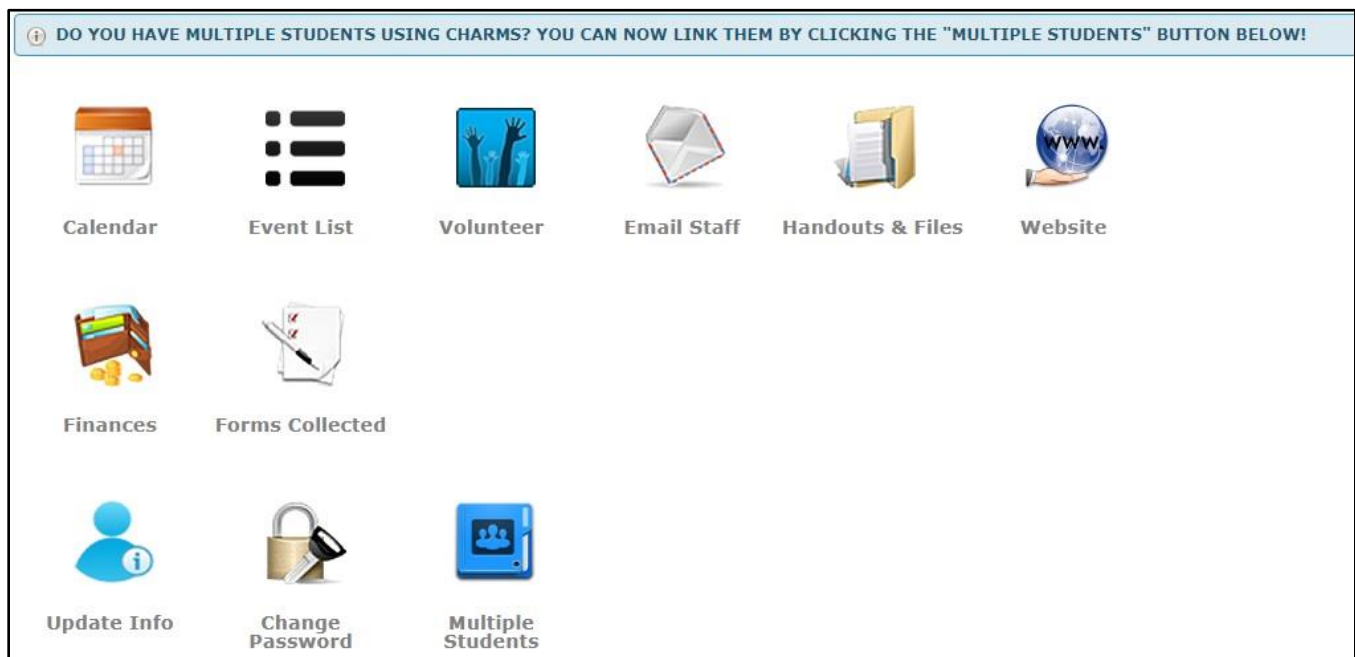 DO YOU HAVE MULTIPLE STUDENTS USING CHARMS? YOU CAN NOW LINK THEM BY CLICKING THE "MULTIPLE STUDENTS" BUTTON BELOW!
www.
Calendar
Event List
Volunteer
Email Staff
Handouts & Files
Website
Finances
Forms Collected
Update Info
Change
Password
Multiple
Students